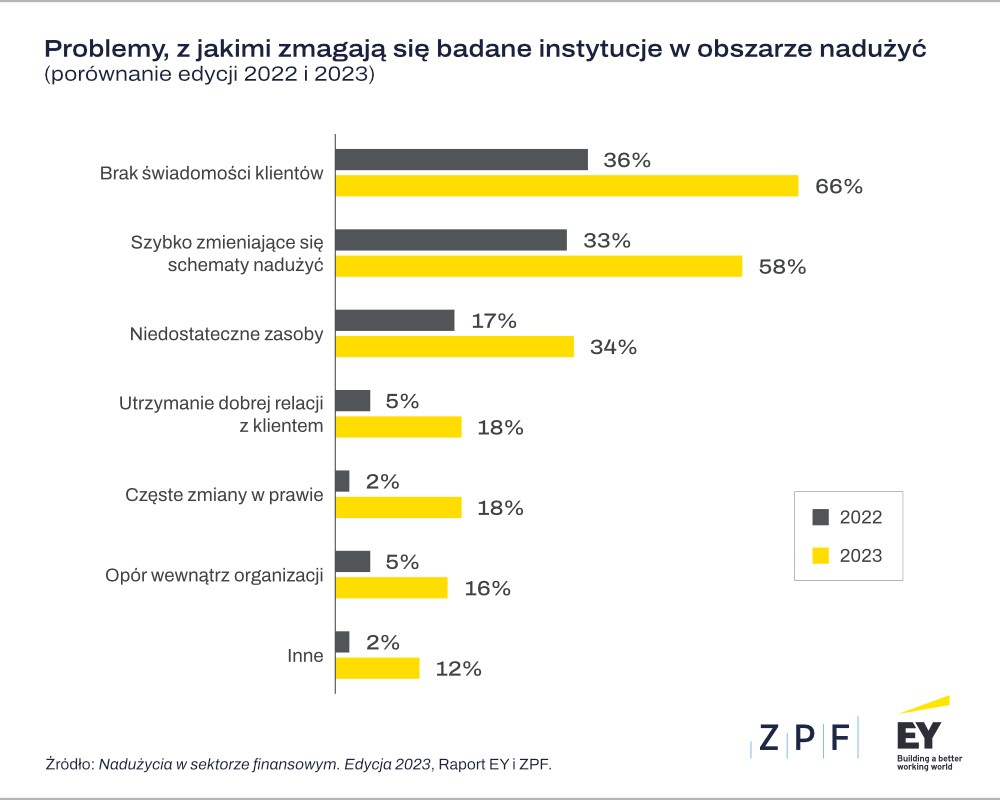 Problemy, z jakimi zmagają się badane instytucje w obszarze nadużyć
(porównanie edycji 2022 i 2023)
Brak świadomości klientów
36%
66%
Szybko zmieniające się
schematy nadużyć
33%
58%
Niedostateczne zasoby
17%
34%
Utrzymanie dobrej relacji
z klientem
5%
18%
Częste zmiany w prawie
2%
18%
Opór wewnątrz organizacji
5%
16%
Inne
2%
12%
2022
2023
ZPF
EY
Building a better
working world
Źródło: Nadużycia w sektorze finansowym. Edycja 2023, Raport EY i ZPF.